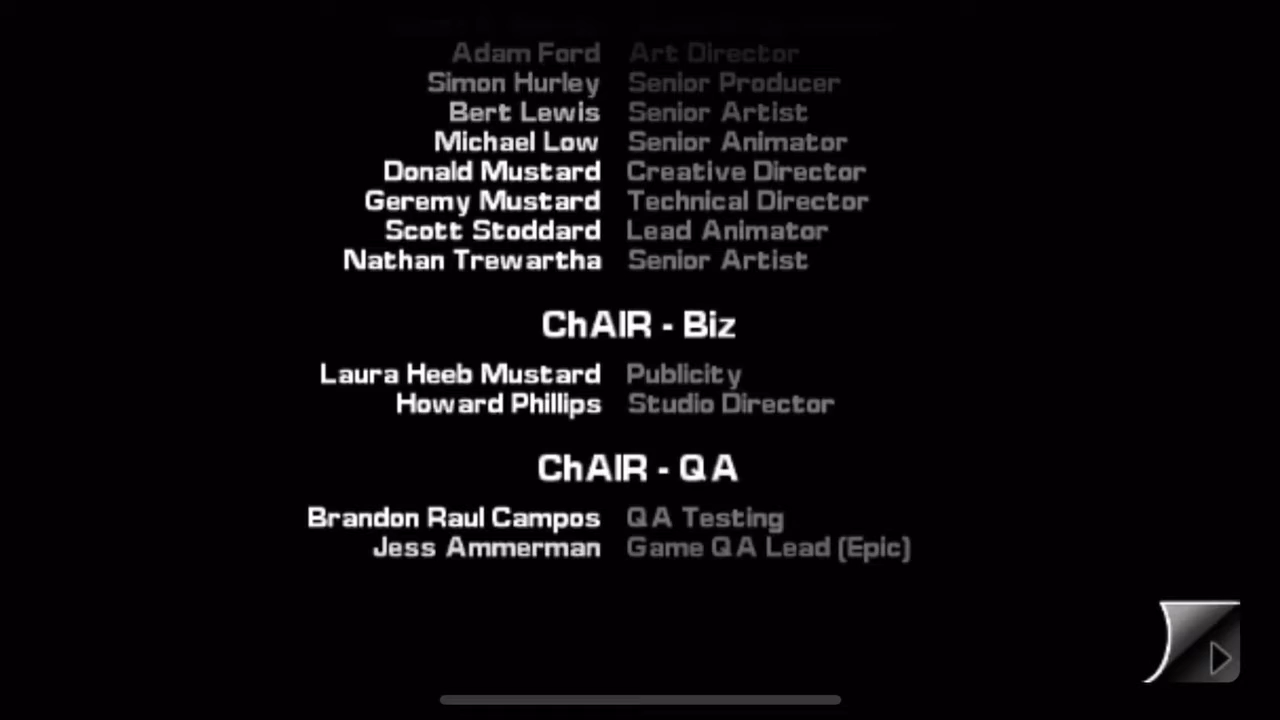 Adam Ford Art Director
Simon Hurley Senior Producer
Bert Lewis Senior Artist
Michael Low Senior Animator
Donald Mustard Creative Director
Geremy Mustard Technical Director
Scott Stoddard Lead Animator
Nathan Trewartha Senior Artist
ChAIR - Biz
Laura Heeb Mustard Publicity
Howard Phillips Studio Director
ChAIR - QA
Brandon Raul Campos QA Testing
Jess Ammerman Game QA Lead (Epic)